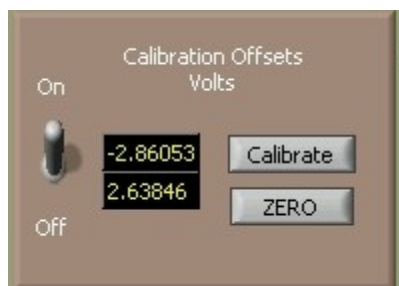 Calibration Offsets
Volts
On
-2.86053
Calibrate
2.63846
ZERO
Off